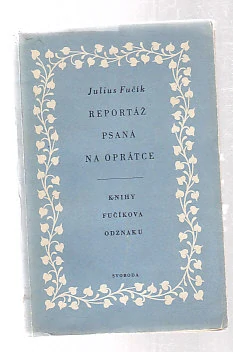 Julius Fučík
REPORTÁŽ
PSANÁ
NA OPRÁTCE
KNIHY
FUČÍKOVA
ODZNAKU
SVOBODA